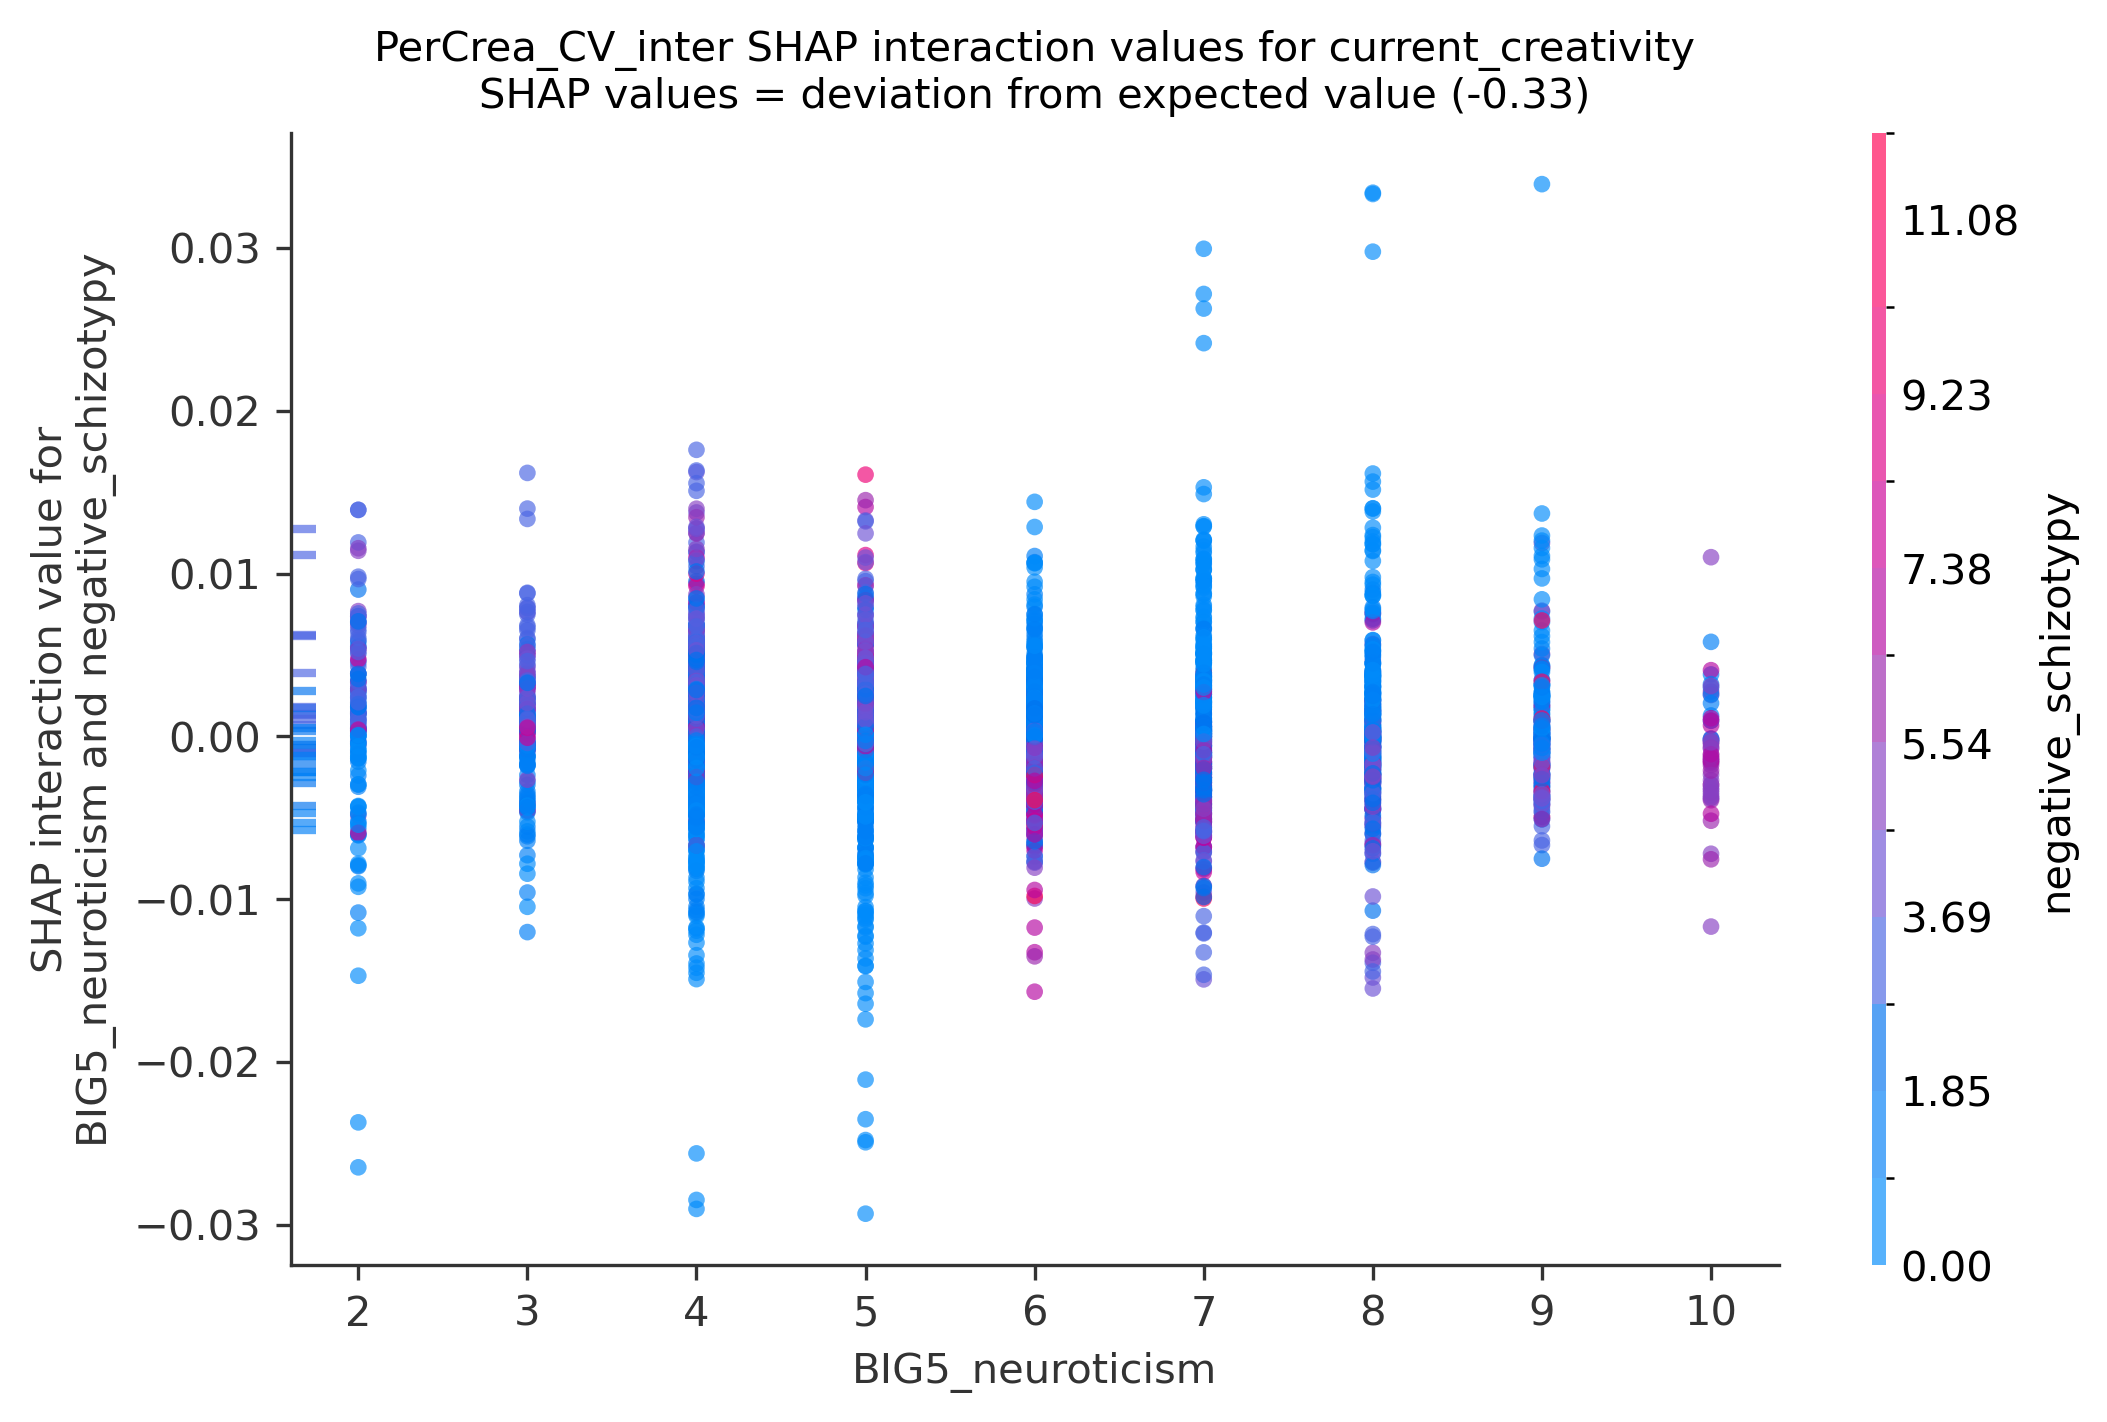 PerCrea_CV_inter SHAP interaction values for current_creativity
SHAP values = deviation from expected value (-0.33)
SHAP interaction value for
BIG5_neuroticism and negative_schizotypy
0.03
0.02
0.01
0.00
−0.01
−0.02
−0.03
2 3 4 5 6 7 8 9 10
BIG5_neuroticism
11.08
9.23
7.38
5.54
3.69
1.85
0.00
negative_schizotypy